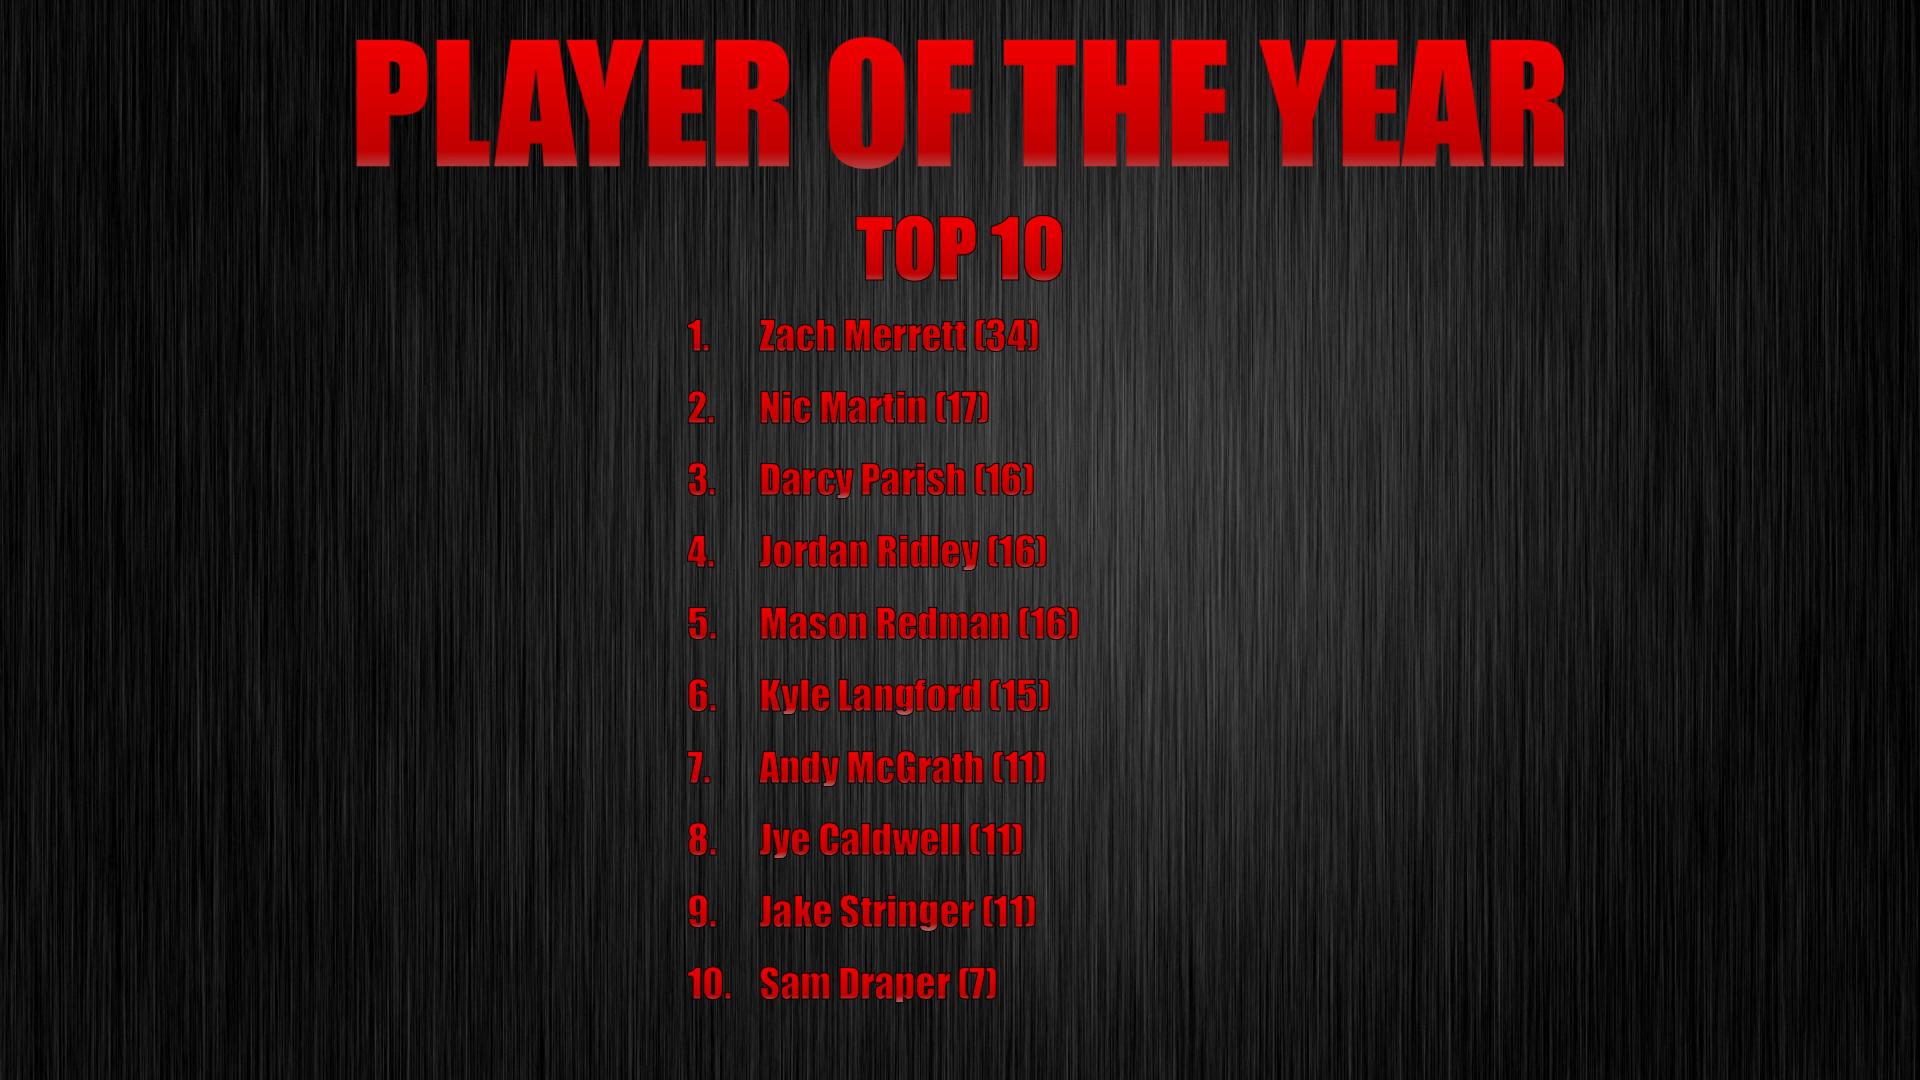 PLAYER OF THE YEAR
TOP 10
1. Zach Merrett (34)
2. Nic Martin (17)
3. Darcy Parish (16)
4. Jordan Ridley (16)
5. Mason Redman (16)
6. Kyle Langford (15)
7. Andy McGrath (11)
8. Jye Caldwell (11)
9. Jake Stringer (11)
10. Sam Draper (7)